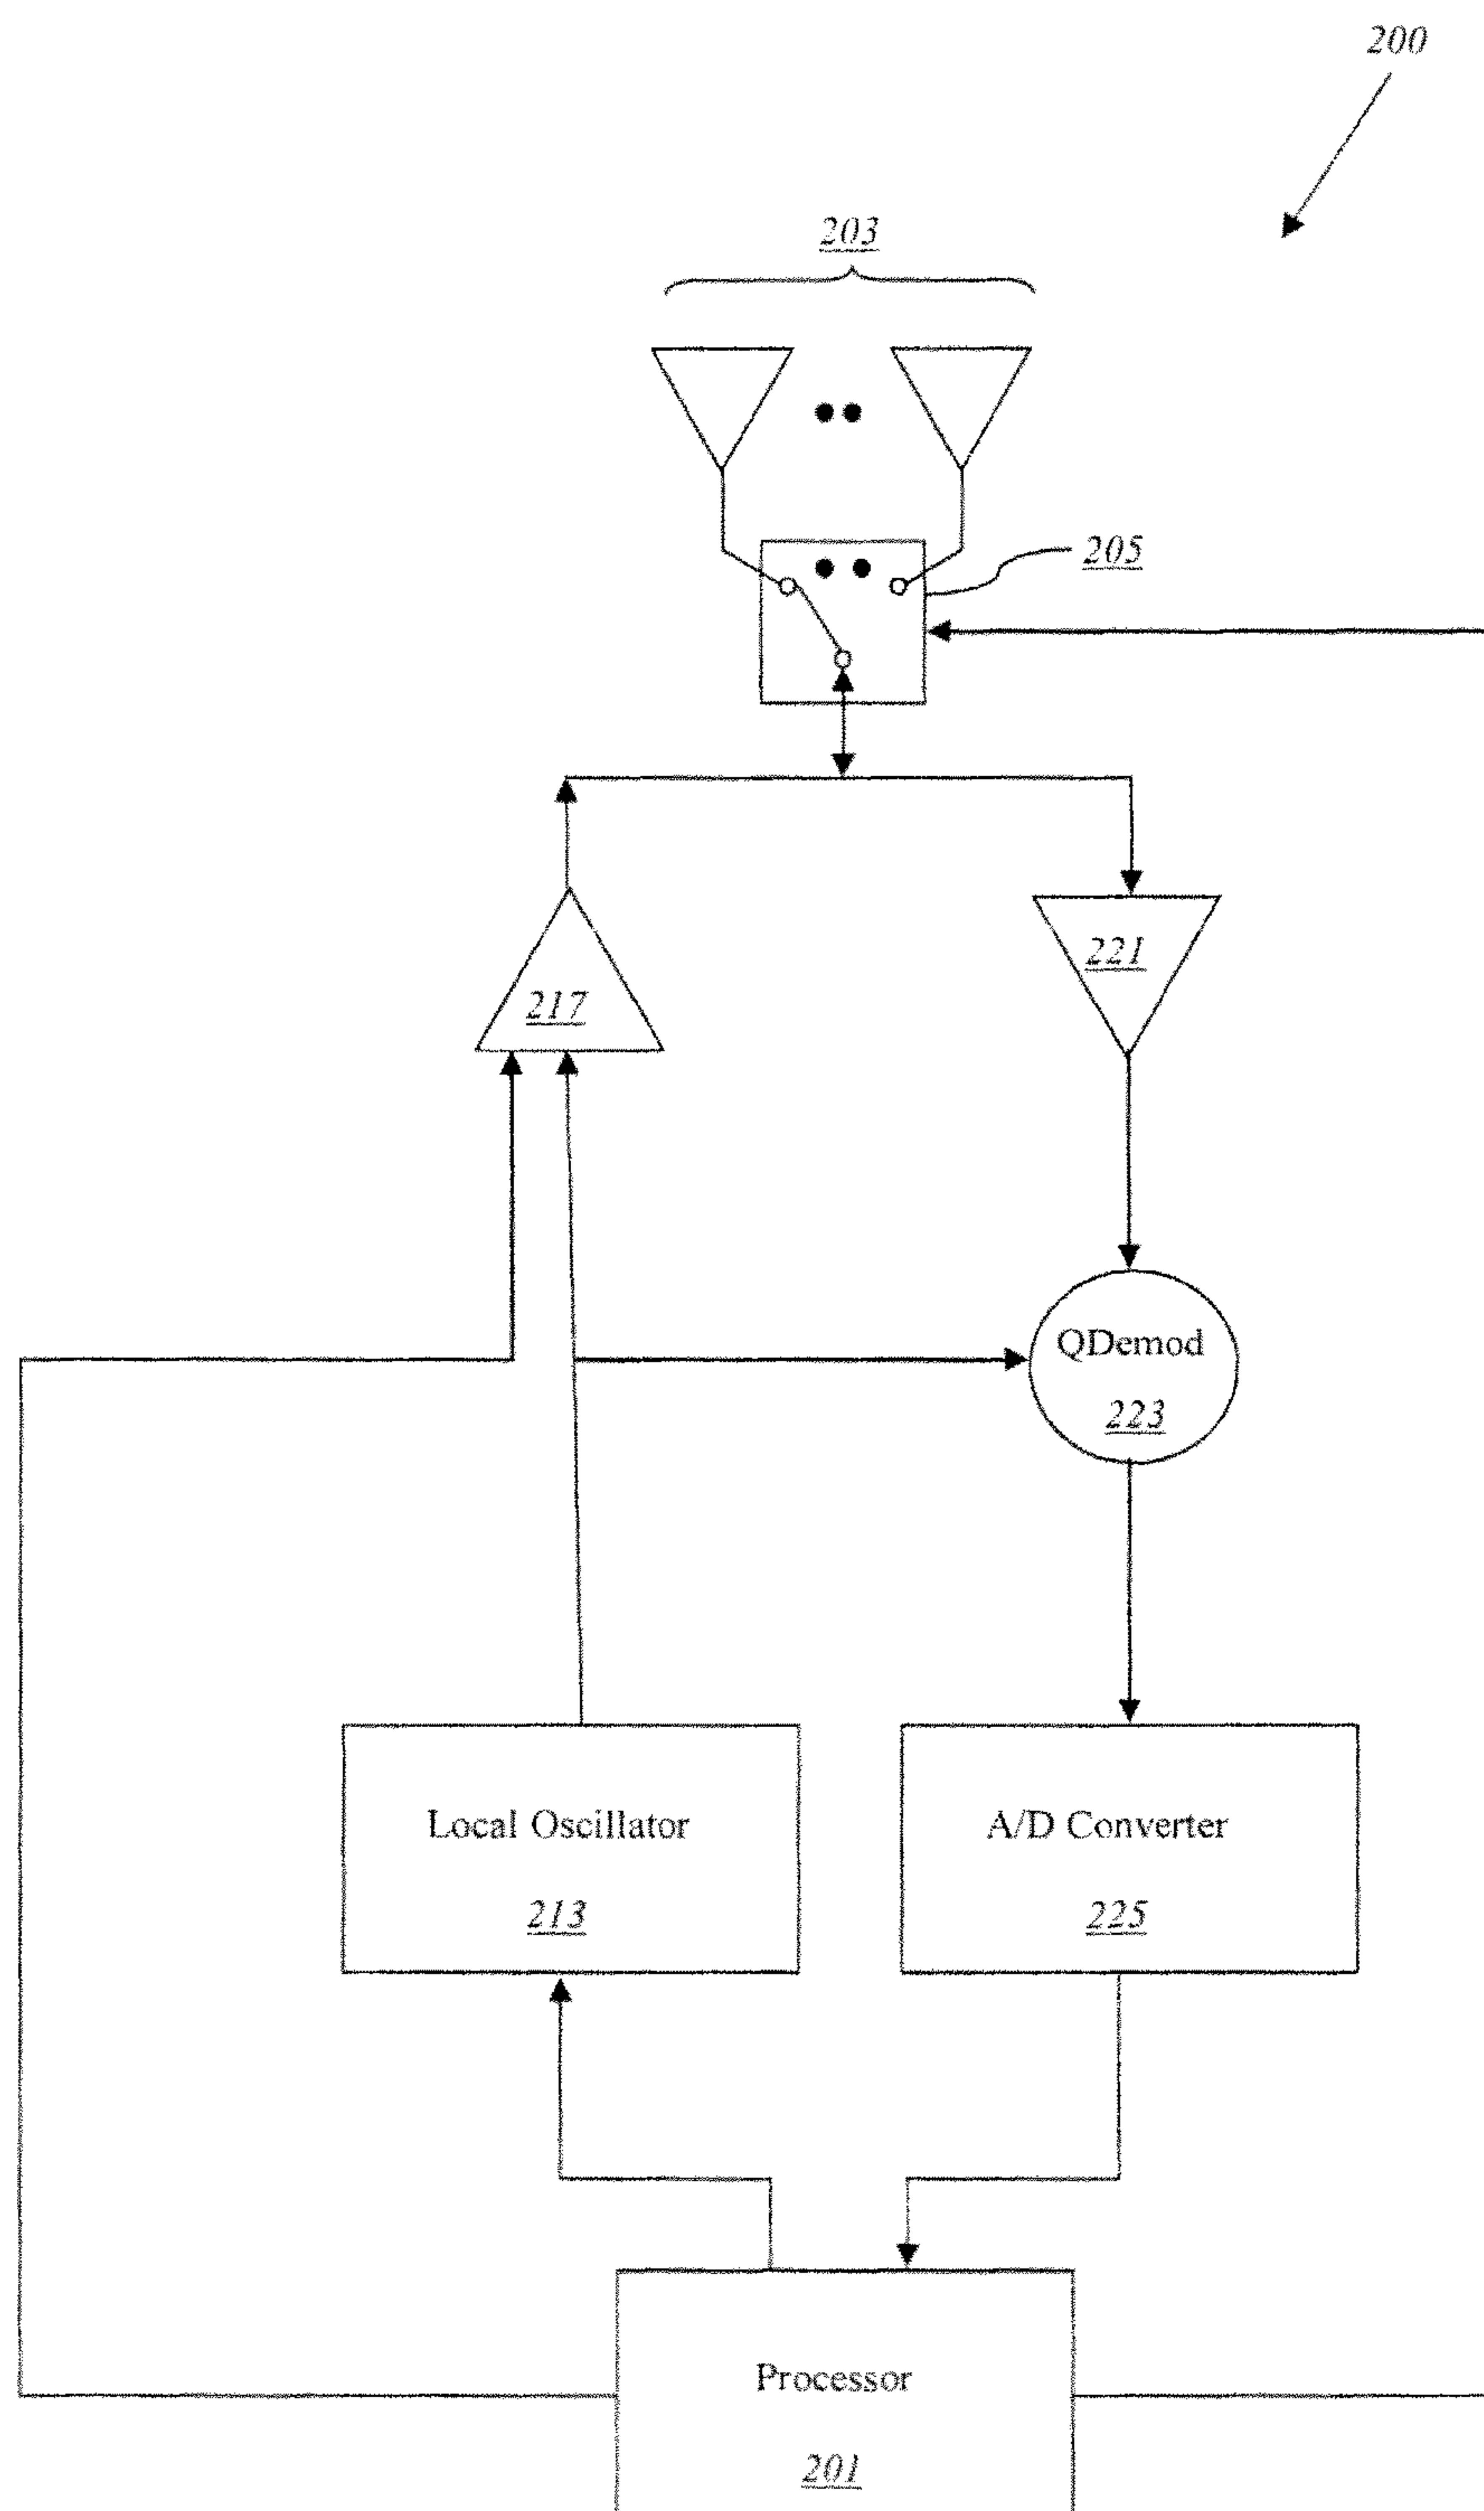 200
203
205
221
217
QDemod
223
Local Oscillator
213
A/D Converter
225
Processor
201